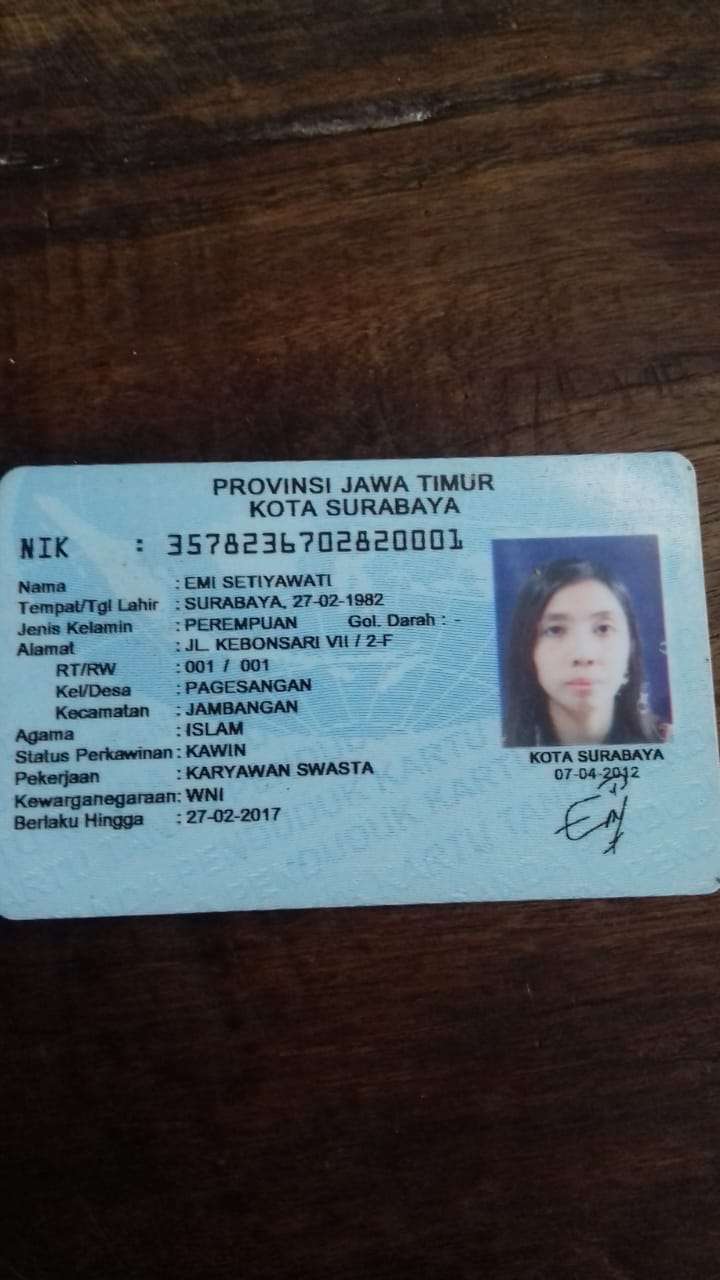 PROVINSI JAWA TIMUR
KOTA SURABAYA
NIK : 3578236702820001
Nama : EMI SETIYAWATI
Tempat/Tgl Lahir : SURABAYA, 27-02-1982
Jenis Kelamin : PEREMPUAN Gol. Darah : -
Alamat : JL. KEBONSARI VII / 2-F
RT/RW : 001 / 001
Kel/Desa : PAGESANGAN
Kecamatan : JAMBANGAN
Agama : ISLAM
Status Perkawinan : KAWIN
Pekerjaan : KARYAWAN SWASTA
Kewarganegaraan : WNI
Berlaku Hingga : 27-02-2017
KOTA SURABAYA
07-04-2012